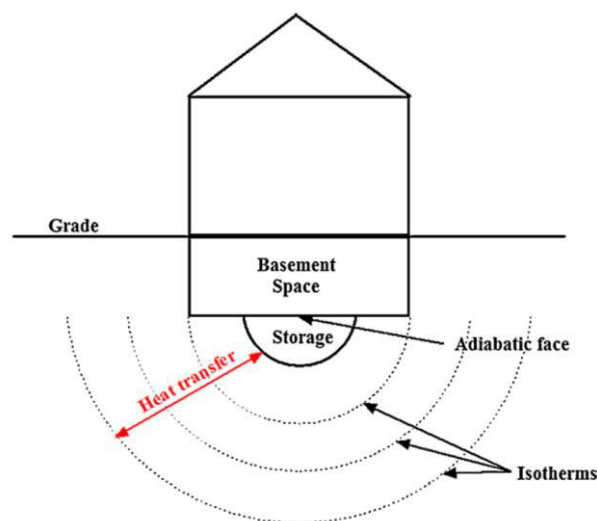 Grade
Basement
Space
Storage
Adiabatic face
Heat transfer
Isotherms